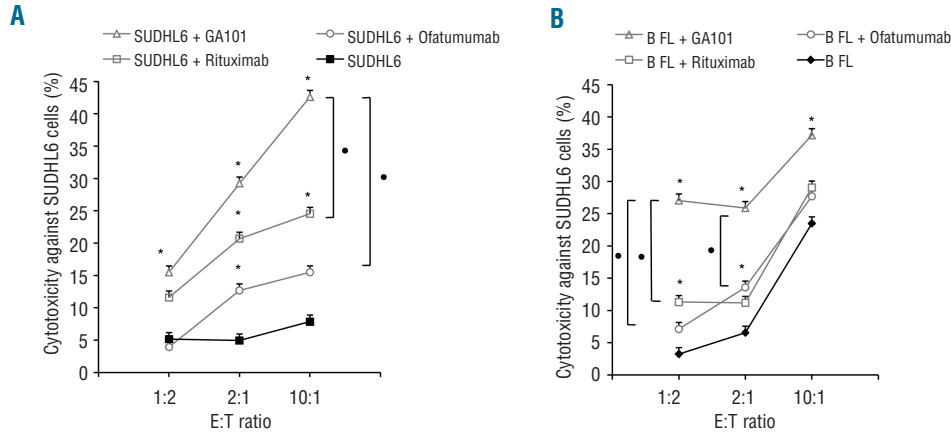 A
SUDHL6 + GA101
SUDHL6 + Ofatumumab
SUDHL6 + Rituximab
SUDHL6
Cytotoxicity against SUDHL6 cells (%)
45
40
35
30
25
20
15
10
5
0
*
*
*
*
*
*
1:2
2:1
10:1
E:T ratio
B
B FL + GA101
B FL + Ofatumumab
B FL + Rituximab
B FL
Cytotoxicity against SUDHL6 cells (%)
45
40
35
30
25
20
15
10
5
0
*
*
*
*
*
1:2
2:1
10:1
E:T ratio